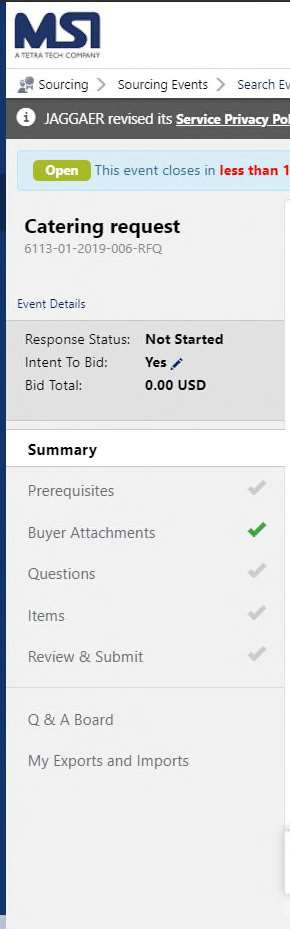 MSI
A TETRA TECH COMPANY
Sourcing > Sourcing Events > Search Ev
JAGGAER revised its Service Privacy Pol
Open This event closes in less than 1
Catering request
6113-01-2019-006-RFQ
Event Details
Response Status: Not Started
Intent To Bid: Yes
Bid Total: 0.00 USD
Summary
Prerequisites
Buyer Attachments
Questions
Items
Review & Submit
Q & A Board
My Exports and Imports